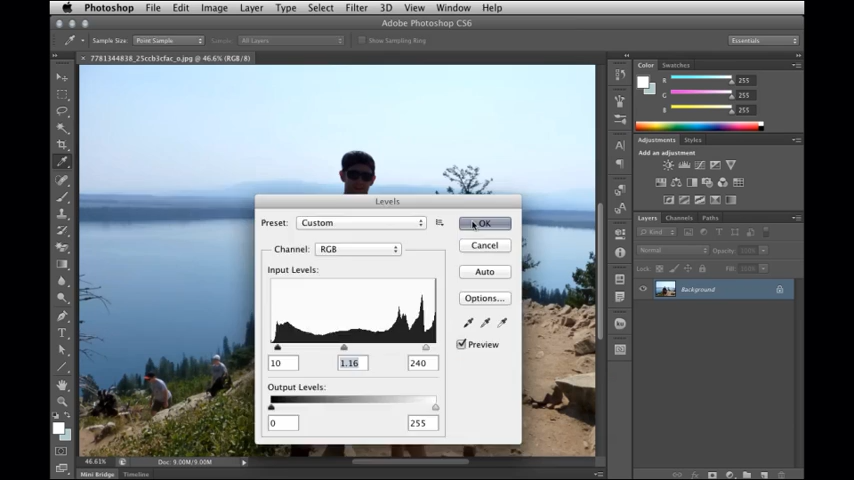 Photoshop File Edit Image Layer Type Select Filter 3D View Window Help
Adobe Photoshop CS6
Sample Size: Point Sample All Layers Show Sampling Ring Essentials
7781344838_25ccb3cfac_o.jpg @ 46.6% (RGB/8)
Color Swatches
R 255
G 255
B 255
Adjustments Styles
Add an adjustment
Layers Channels Paths
Kind
Normal Opacity:
Lock: Fill:
Background
Levels
Preset: Custom OK
Channel: RGB Cancel
Input Levels: Auto
Options...
Preview
10 1.16 240
Output Levels:
0 255
46.61% Doc: 9.00M/9.00M
Mini Bridge Timeline